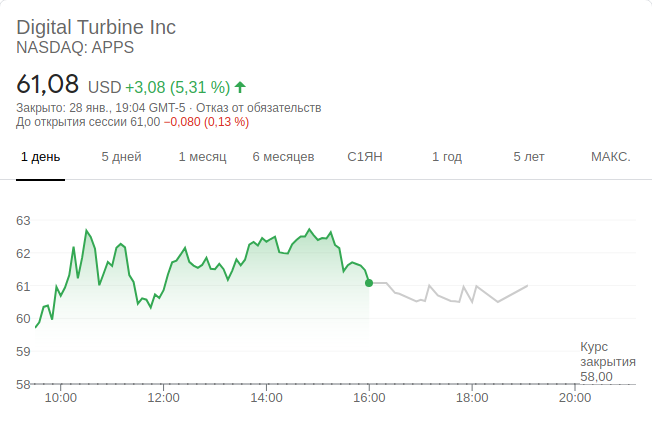 Digital Turbine Inc
NASDAQ: APPS
61,08 USD +3,08 (5,31 %)
Закрыто: 28 янв., 19:04 GMT-5 · Отказ от обязательств
До открытия сессии 61,00 −0,080 (0,13 %)
1 день 5 дней 1 месяц 6 месяцев С1ЯН 1 год 5 лет МАКС.
63
62
61
60
59
58
Курс
закрытия
58,00
10:00 12:00 14:00 16:00 18:00 20:00